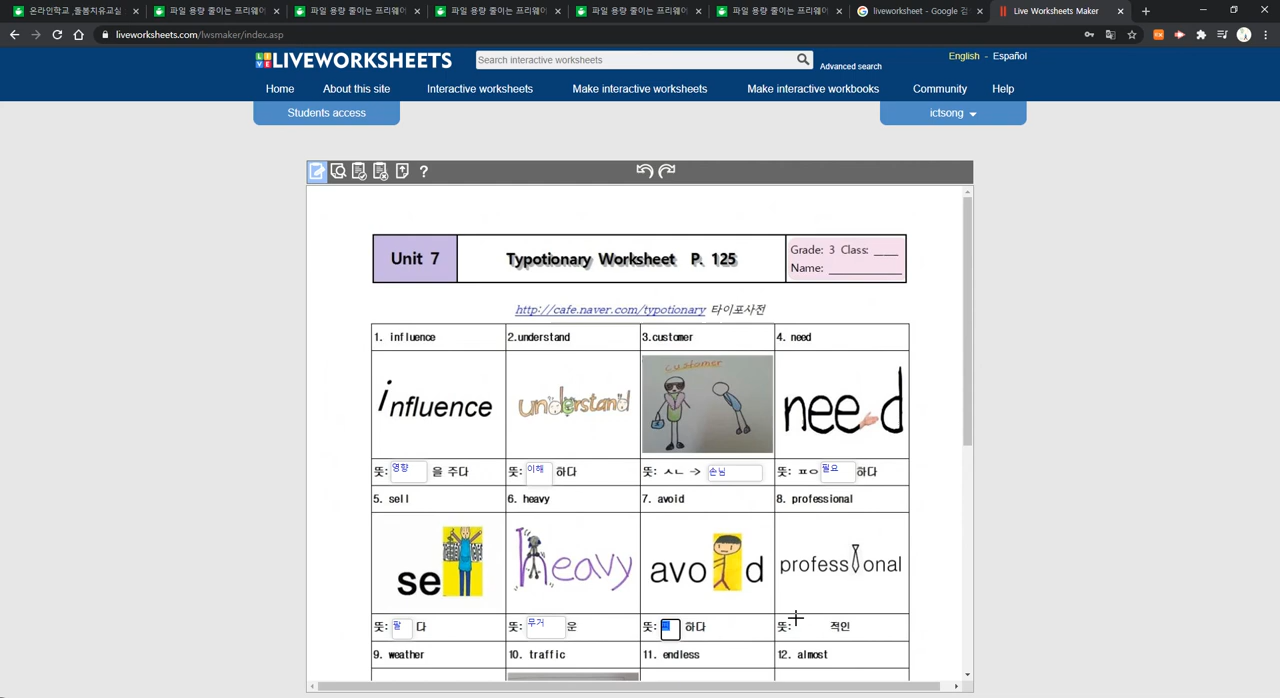 온라인학교 ,돌봄치유교실
파일 용량 줄이는 프리웨어
파일 용량 줄이는 프리웨어
파일 용량 줄이는 프리웨어
파일 용량 줄이는 프리웨어
파일 용량 줄이는 프리웨어
liveworksheet - Google 검
Live Worksheets Maker
liveworksheets.com/lwsmaker/index.asp
LIVEWORKSHEETS
Search interactive worksheets
Advanced search
English - Español
Home About this site Interactive worksheets Make interactive worksheets Make interactive workbooks Community Help
Students access
ictsong
Unit 7
Typotionary Worksheet P. 125
Grade: 3 Class: ____
Name: ___________
http://cafe.naver.com/typotionary 타이포사전
1. influence 2.understand 3.customer 4. need
influence understand customer need
뜻: 영향 을 주다 뜻: 이해 하다 뜻: ㅅㄴ -> 손님 뜻: ㅍㅇ 필요 하다
5. sell 6. heavy 7. avoid 8. professional
se heavy avo d profess onal
뜻: 팔 다 뜻: 무거 운 뜻: 하다 뜻: 적인
9. weather 10. traffic 11. endless 12. almost